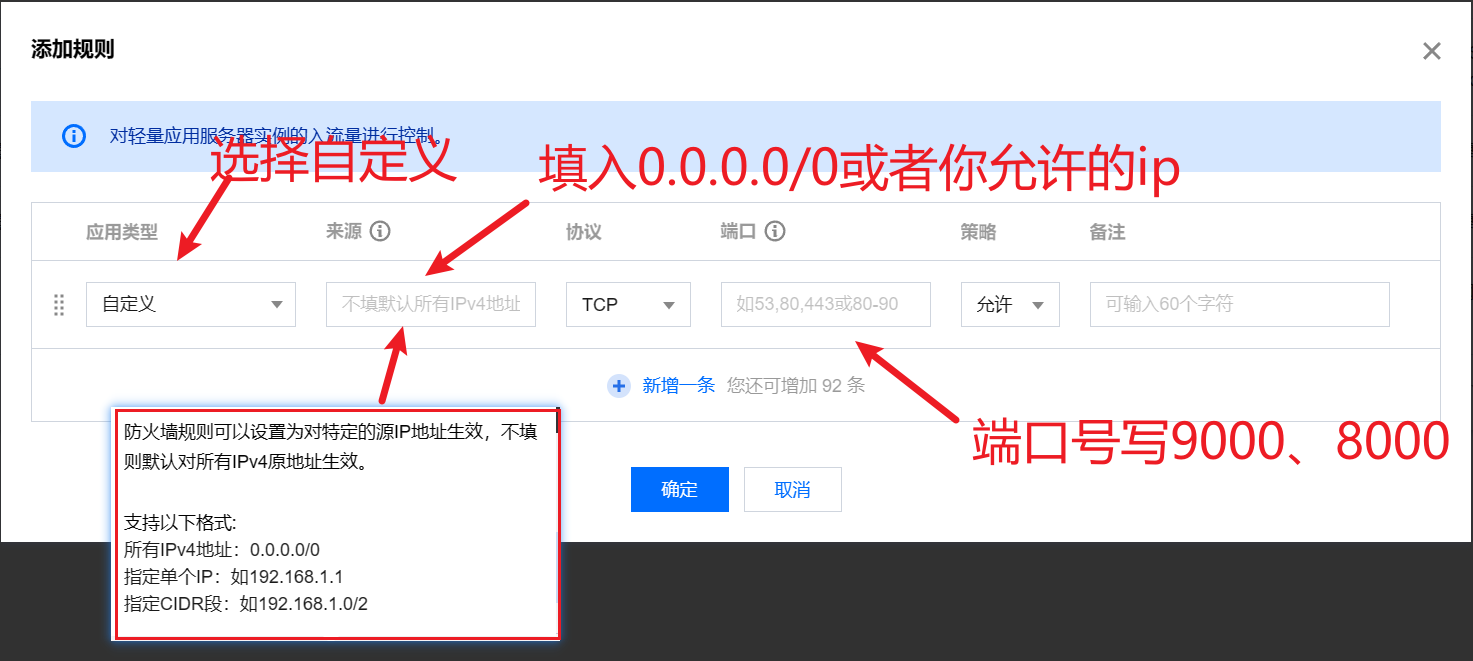 添加规则
对轻量应用服务器实例的入流量进行控制。
选择自定义
填入0.0.0.0/0或者你允许的ip
应用类型
来源
协议
端口
策略
备注
自定义
不填默认所有IPv4地址
TCP
如53,80,443或80-90
允许
可输入60个字符
新增一条 您还可增加 92 条
防火墙规则可以设置为对特定的源IP地址生效，不填
则默认对所有IPv4原地址生效。
端口号写9000、8000
确定
取消
支持以下格式:
所有IPv4地址：0.0.0.0/0
指定单个IP：如192.168.1.1
指定CIDR段：如192.168.1.0/2